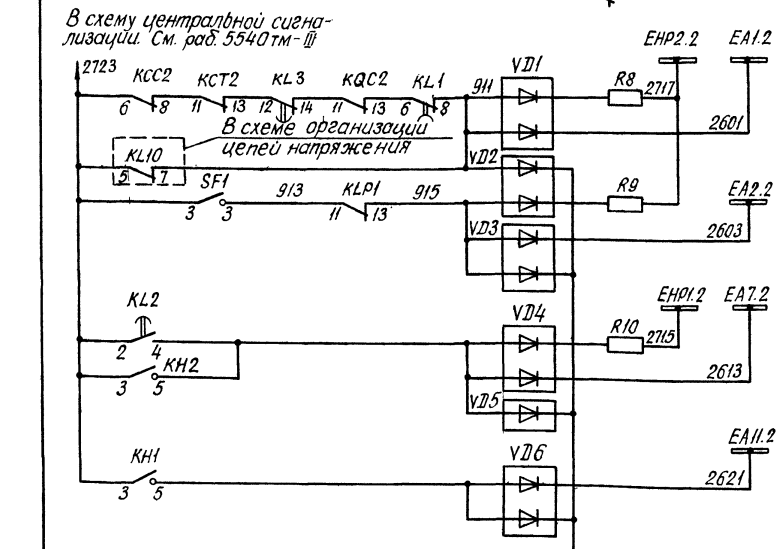 В схему центральной сигна-
лизации. См. раб. 5540тм-III
2723
KCC2
KCT2
KL3
KQC2
KL1
6
8
11
13
12
14
11
13
6
8
911
VD1
R8
2717
EHP2.2
EA1.2
2601
В схеме организации
цепей напряжения
KL10
5
7
VD2
SF1
3
3
913
KLP1
11
13
915
R9
EA2.2
VD3
2603
KL2
2
4
VD4
R10
2715
EHP1.2
EA7.2
KH2
3
5
2613
VD5
KH1
3
5
VD6
EA11.2
2621